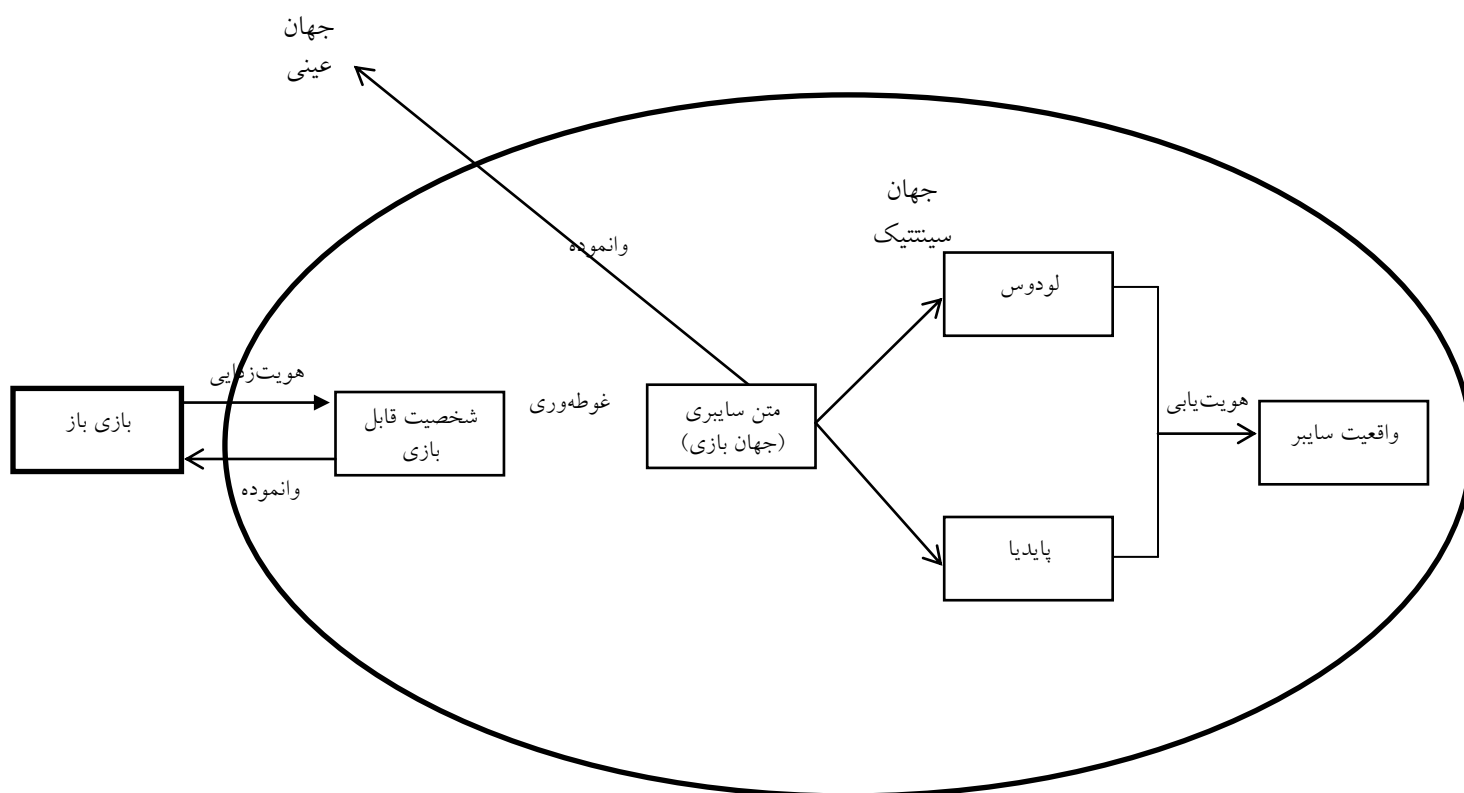 جهان
عینی
جهان
سینتتیک
وانموده
لودوس
هویت‌زدایی
بازی باز
شخصیت قابل
بازی
وانموده
غوطه‌وری
متن سایبری
(جهان بازی)
هویت‌یابی
واقعیت سایبر
پایدیا